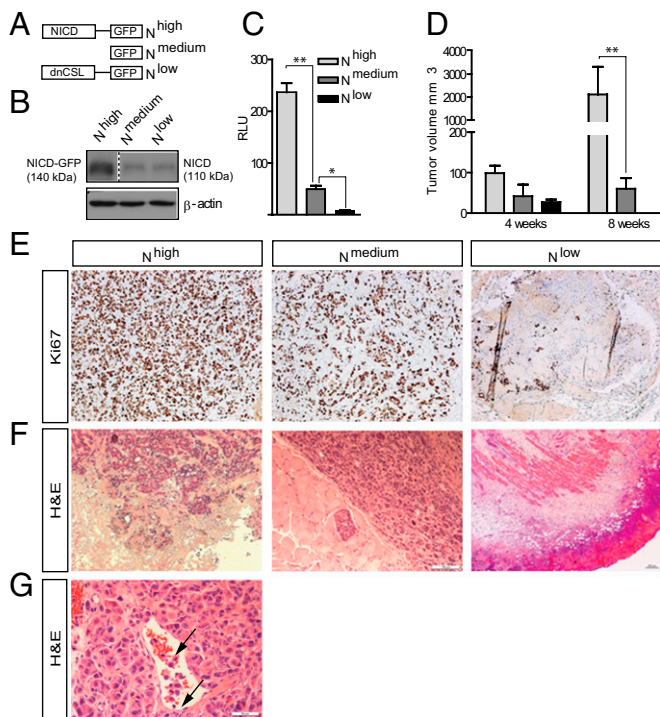 A
NICD GFP N high
GFP N medium
dnCSL GFP N low
B
N high N medium N low
NICD-GFP (140 kDa)
NICD (110 kDa)
β-actin
C
RLU
300
200
100
**
*
N high
N medium
N low
D
Tumor volume mm 3
4000
3000
2000
1000
100
0
**
4 weeks 8 weeks
E
N high N medium N low
Ki67
F
H&E
G
H&E